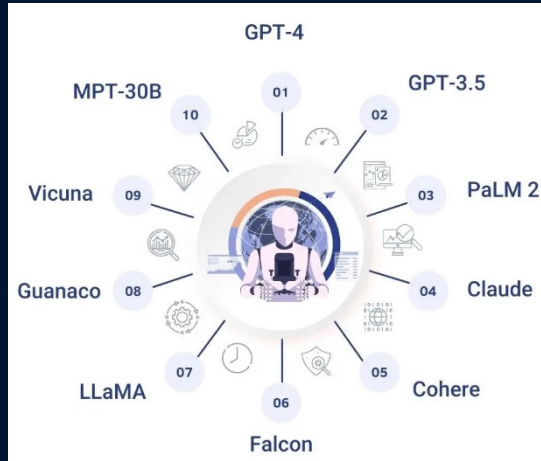 GPT-4
01
GPT-3.5
02
PaLM 2
03
Claude
04
Cohere
05
Falcon
06
LLaMA
07
Guanaco
08
Vicuna
09
MPT-30B
10